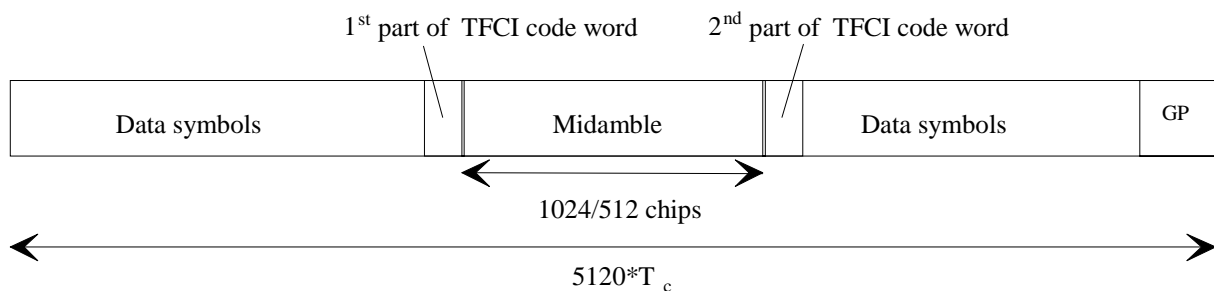 1st part of TFCI code word
2nd part of TFCI code word
Data symbols
Midamble
Data symbols
GP
1024/512 chips
5120*Tc